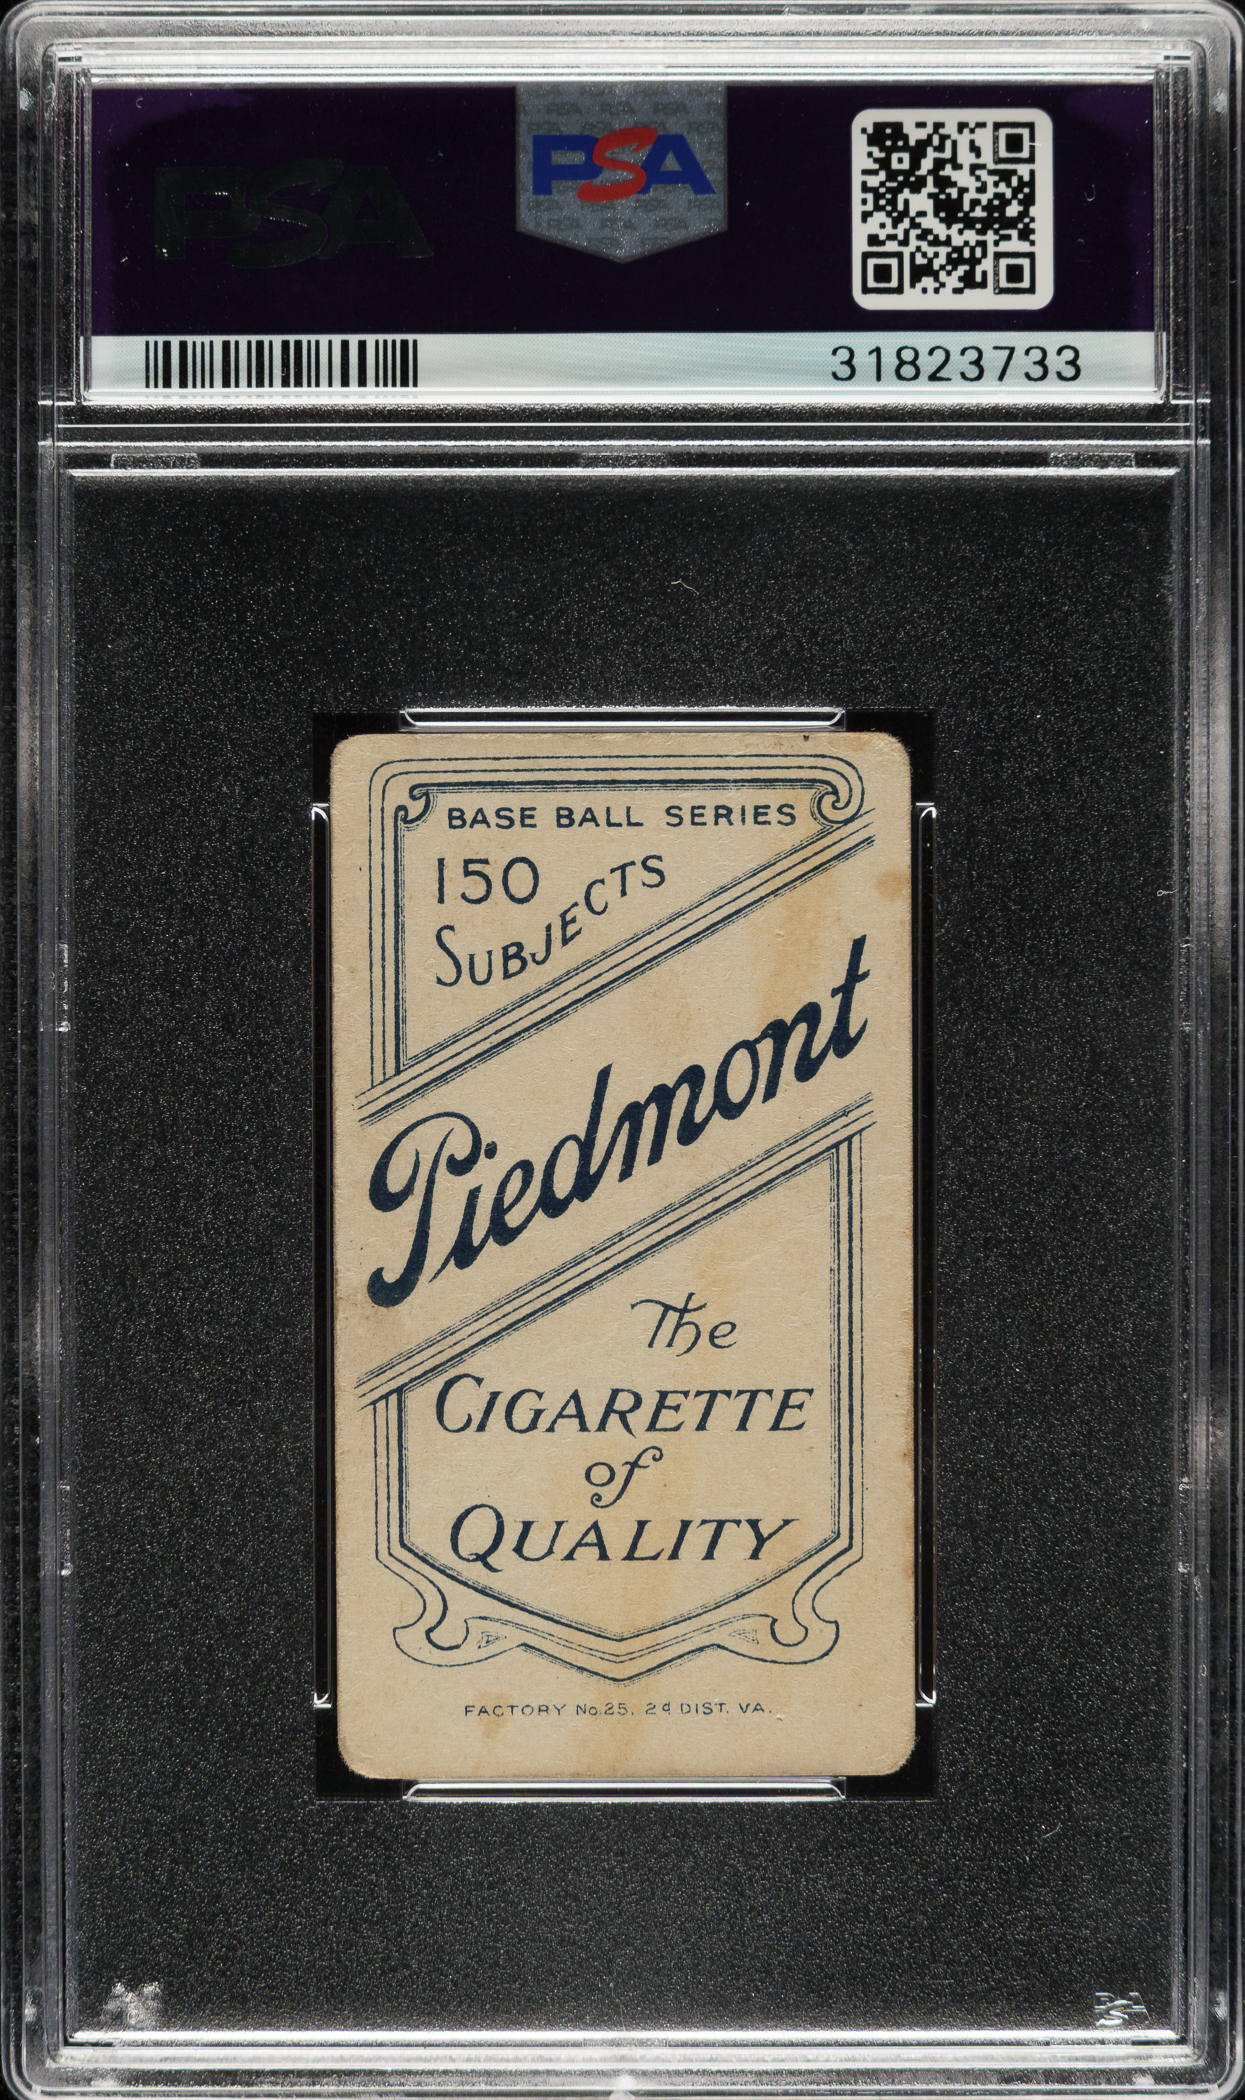 PSA
PSA
31823733
BASE BALL SERIES
150
SUBJECTS
Piedmont
The
CIGARETTE
of
QUALITY
FACTORY No. 25, 2d DIST. VA.